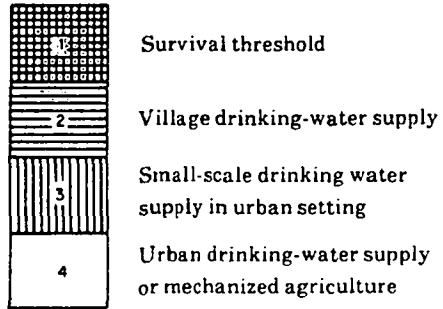 1 Survival threshold
2 Village drinking-water supply
3 Small-scale drinking water
supply in urban setting
4 Urban drinking-water supply
or mechanized agriculture